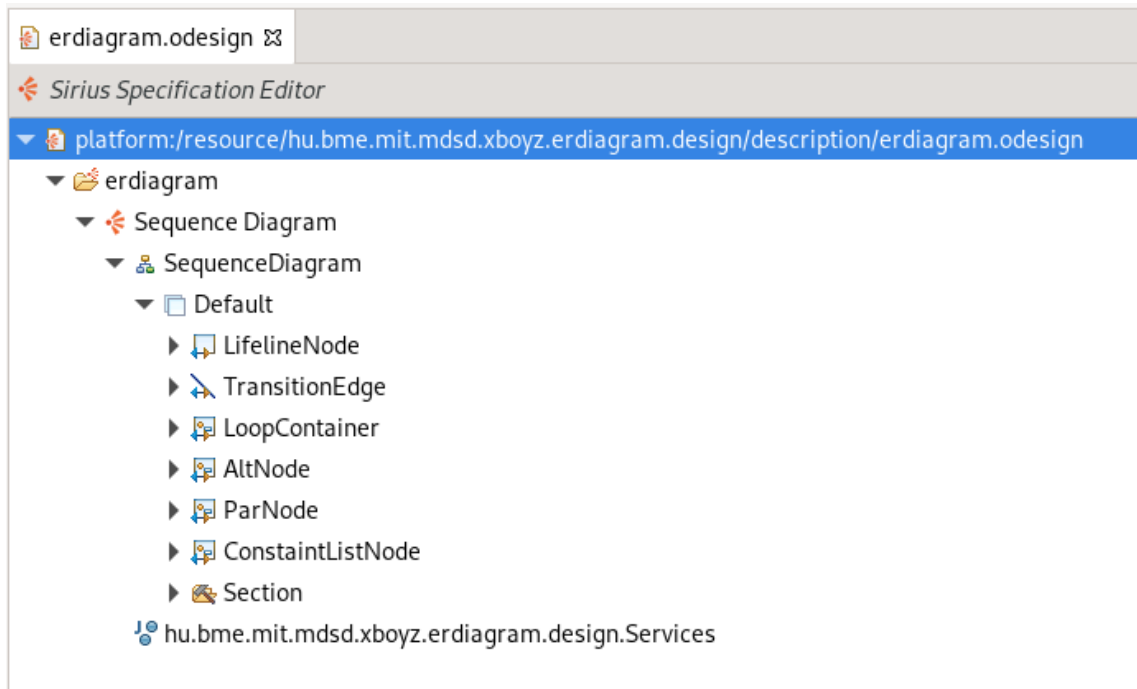 erdiagram.odesign
Sirius Specification Editor
platform:/resource/hu.bme.mit.mdsd.xboyz.erdiagram.design/description/erdiagram.odesign
erdiagram
Sequence Diagram
SequenceDiagram
Default
LifelineNode
TransitionEdge
LoopContainer
AltNode
ParNode
ConstaintListNode
Section
hu.bme.mit.mdsd.xboyz.erdiagram.design.Services